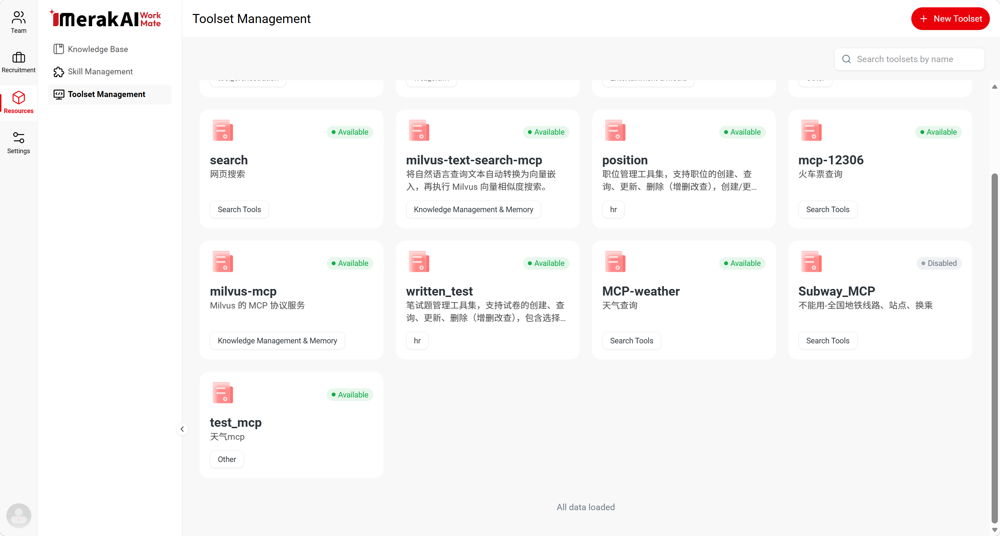 Team
Recruitment
Resources
Settings
iMerakAI Work Mate
Knowledge Base
Skill Management
Toolset Management
Toolset Management
New Toolset
Search toolsets by name
Available
search
网页搜索
Search Tools
Available
milvus-text-search-mcp
将自然语言查询文本自动转换为向量嵌
入，再执行 Milvus 向量相似度搜索。
Knowledge Management & Memory
Available
position
职位管理工具集，支持职位的创建、查
询、更新、删除（增删改查），创建/更...
hr
Available
mcp-12306
火车票查询
Search Tools
Available
milvus-mcp
Milvus 的 MCP 协议服务
Knowledge Management & Memory
Available
written_test
笔试题管理工具集，支持试卷的创建、查
询、更新、删除（增删改查），包含选择...
hr
Available
MCP-weather
天气查询
Search Tools
Disabled
Subway_MCP
不能用-全国地铁线路、站点、换乘
Search Tools
Available
test_mcp
天气mcp
Other
All data loaded